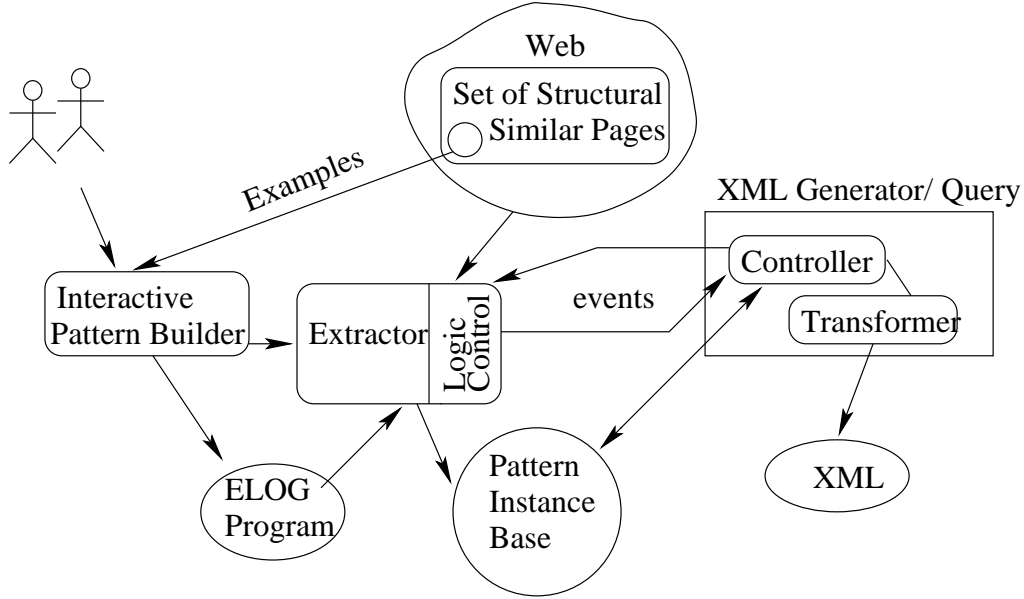 Web
Set of Structural
Similar Pages
Examples
XML Generator/ Query
Controller
Transformer
events
Interactive
Pattern Builder
Extractor
Logic
Control
ELOG
Program
Pattern
Instance
Base
XML